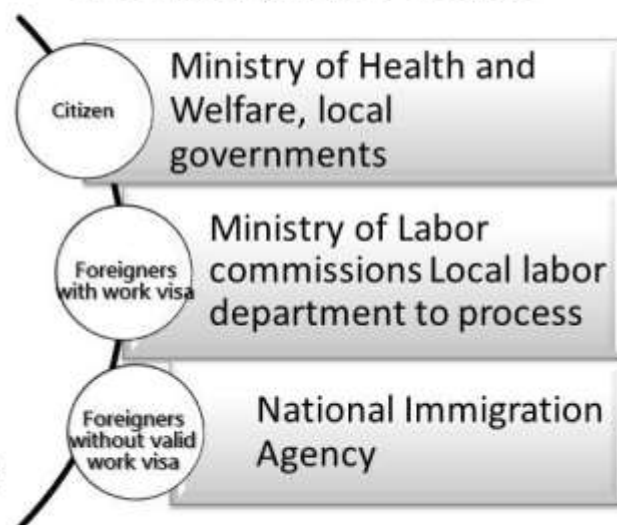 Citizen
Ministry of Health and
Welfare, local
governments
Foreigners
with work visa
Ministry of Labor
commissions Local labor
department to process
Foreigners
without valid
work visa
National Immigration
Agency